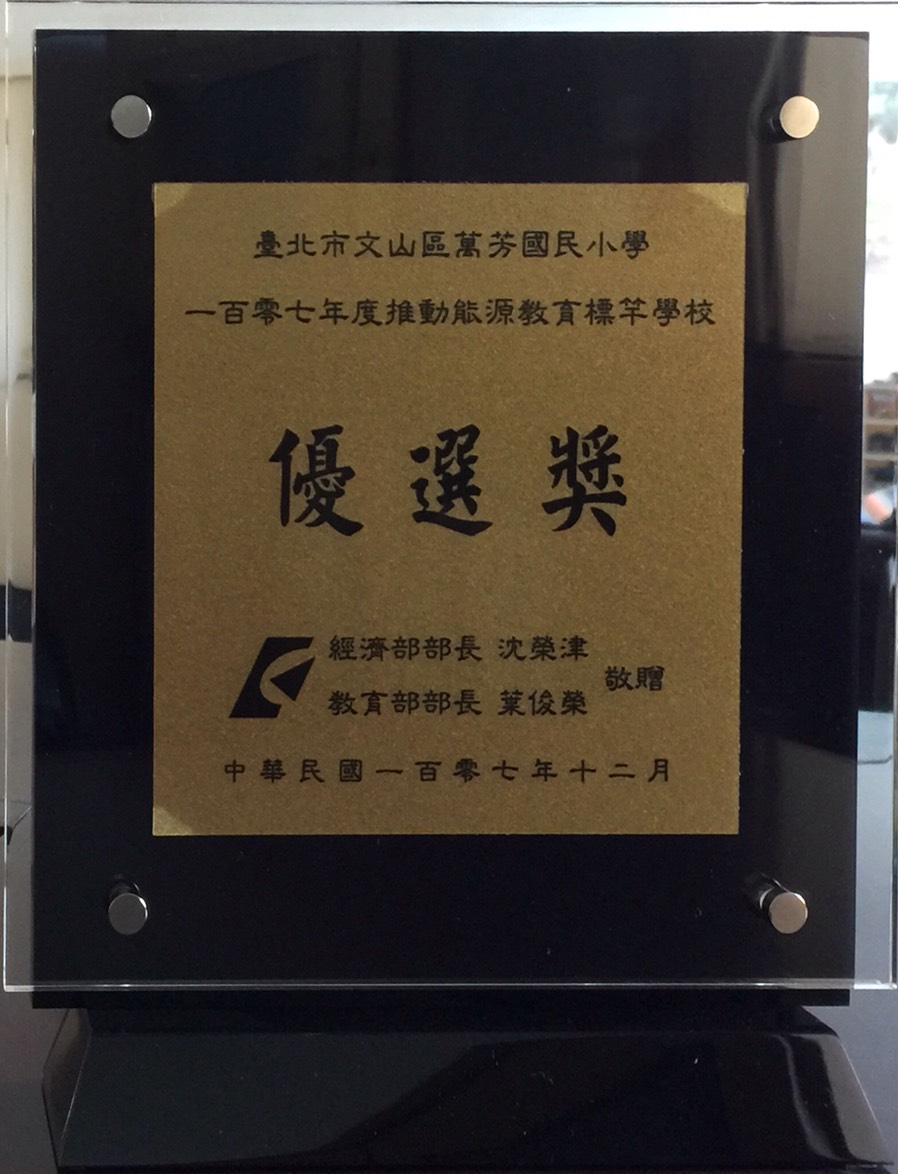 臺北市文山區萬芳國民小學
一百零七年度推動能源教育標竿學校
優選獎
經濟部部長 沈榮津
教育部部長 葉俊榮
敬贈
中華民國一百零七年十二月